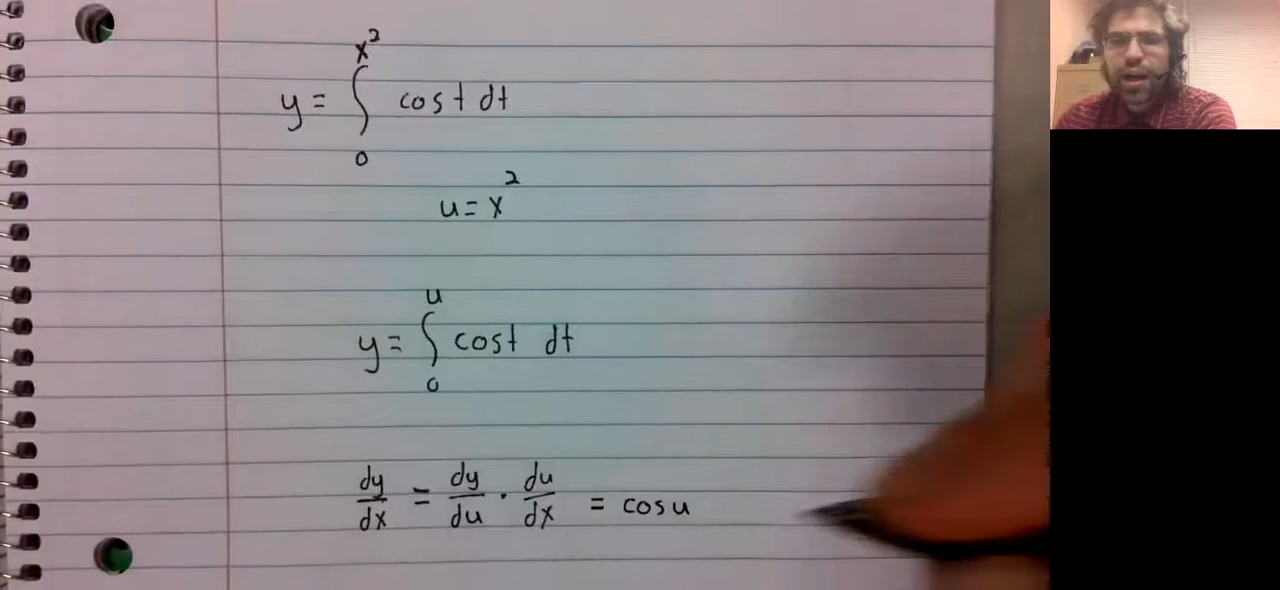 y = ∫₀^{x²} cos t dt
u = x²
y = ∫₀^{u} cos t dt
dy/dx = dy/du · du/dx = cos u